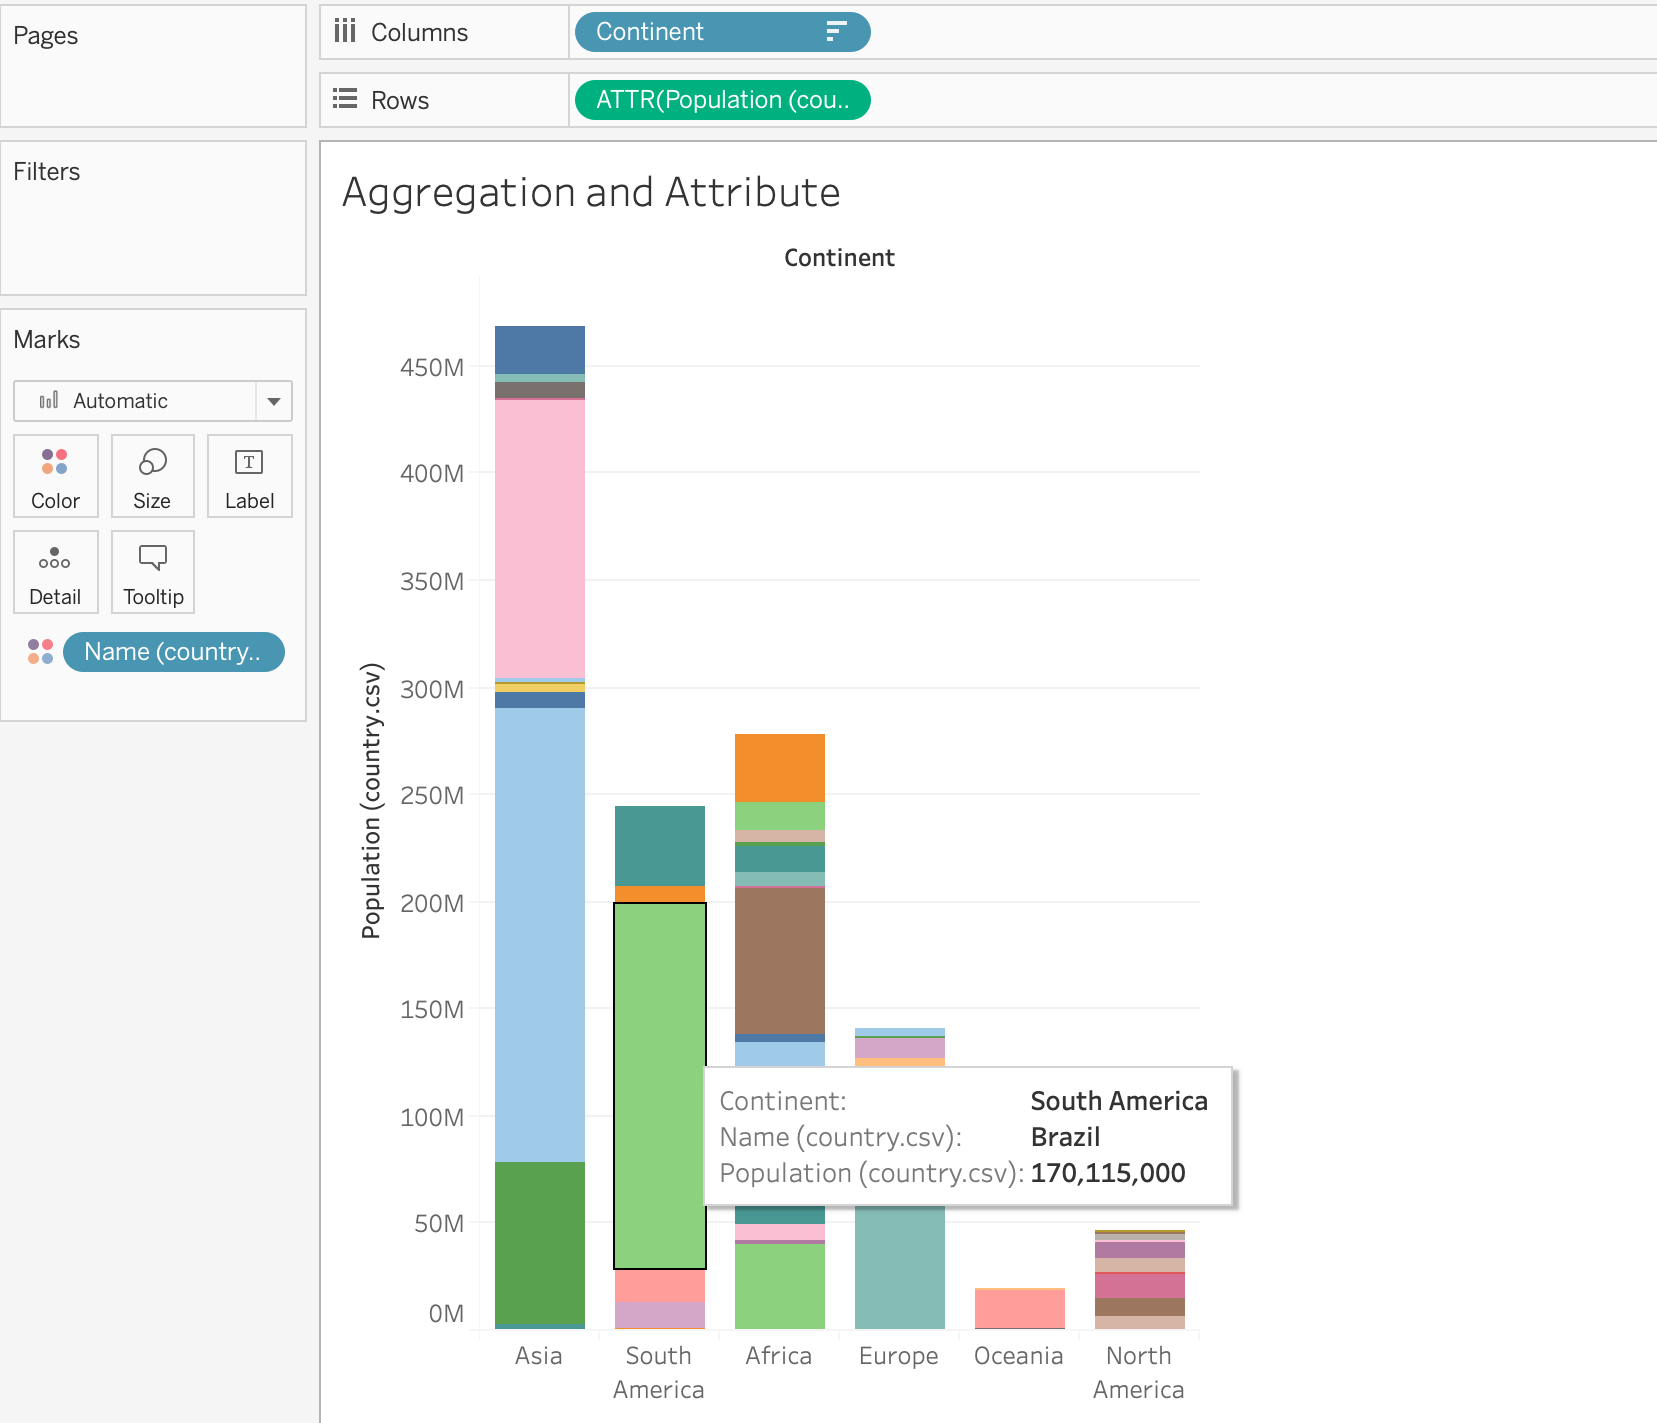 Pages
Columns
Continent
Rows
ATTR(Population (cou..
Filters
Marks
Automatic
Color
Size
T
Label
Detail
Tooltip
Name (country..
Aggregation and Attribute
Continent
Population (country.csv)
450M
400M
350M
300M
250M
200M
150M
100M
50M
0M
Continent: South America
Name (country.csv): Brazil
Population (country.csv): 170,115,000
Asia
South America
Africa
Europe
Oceania
North America